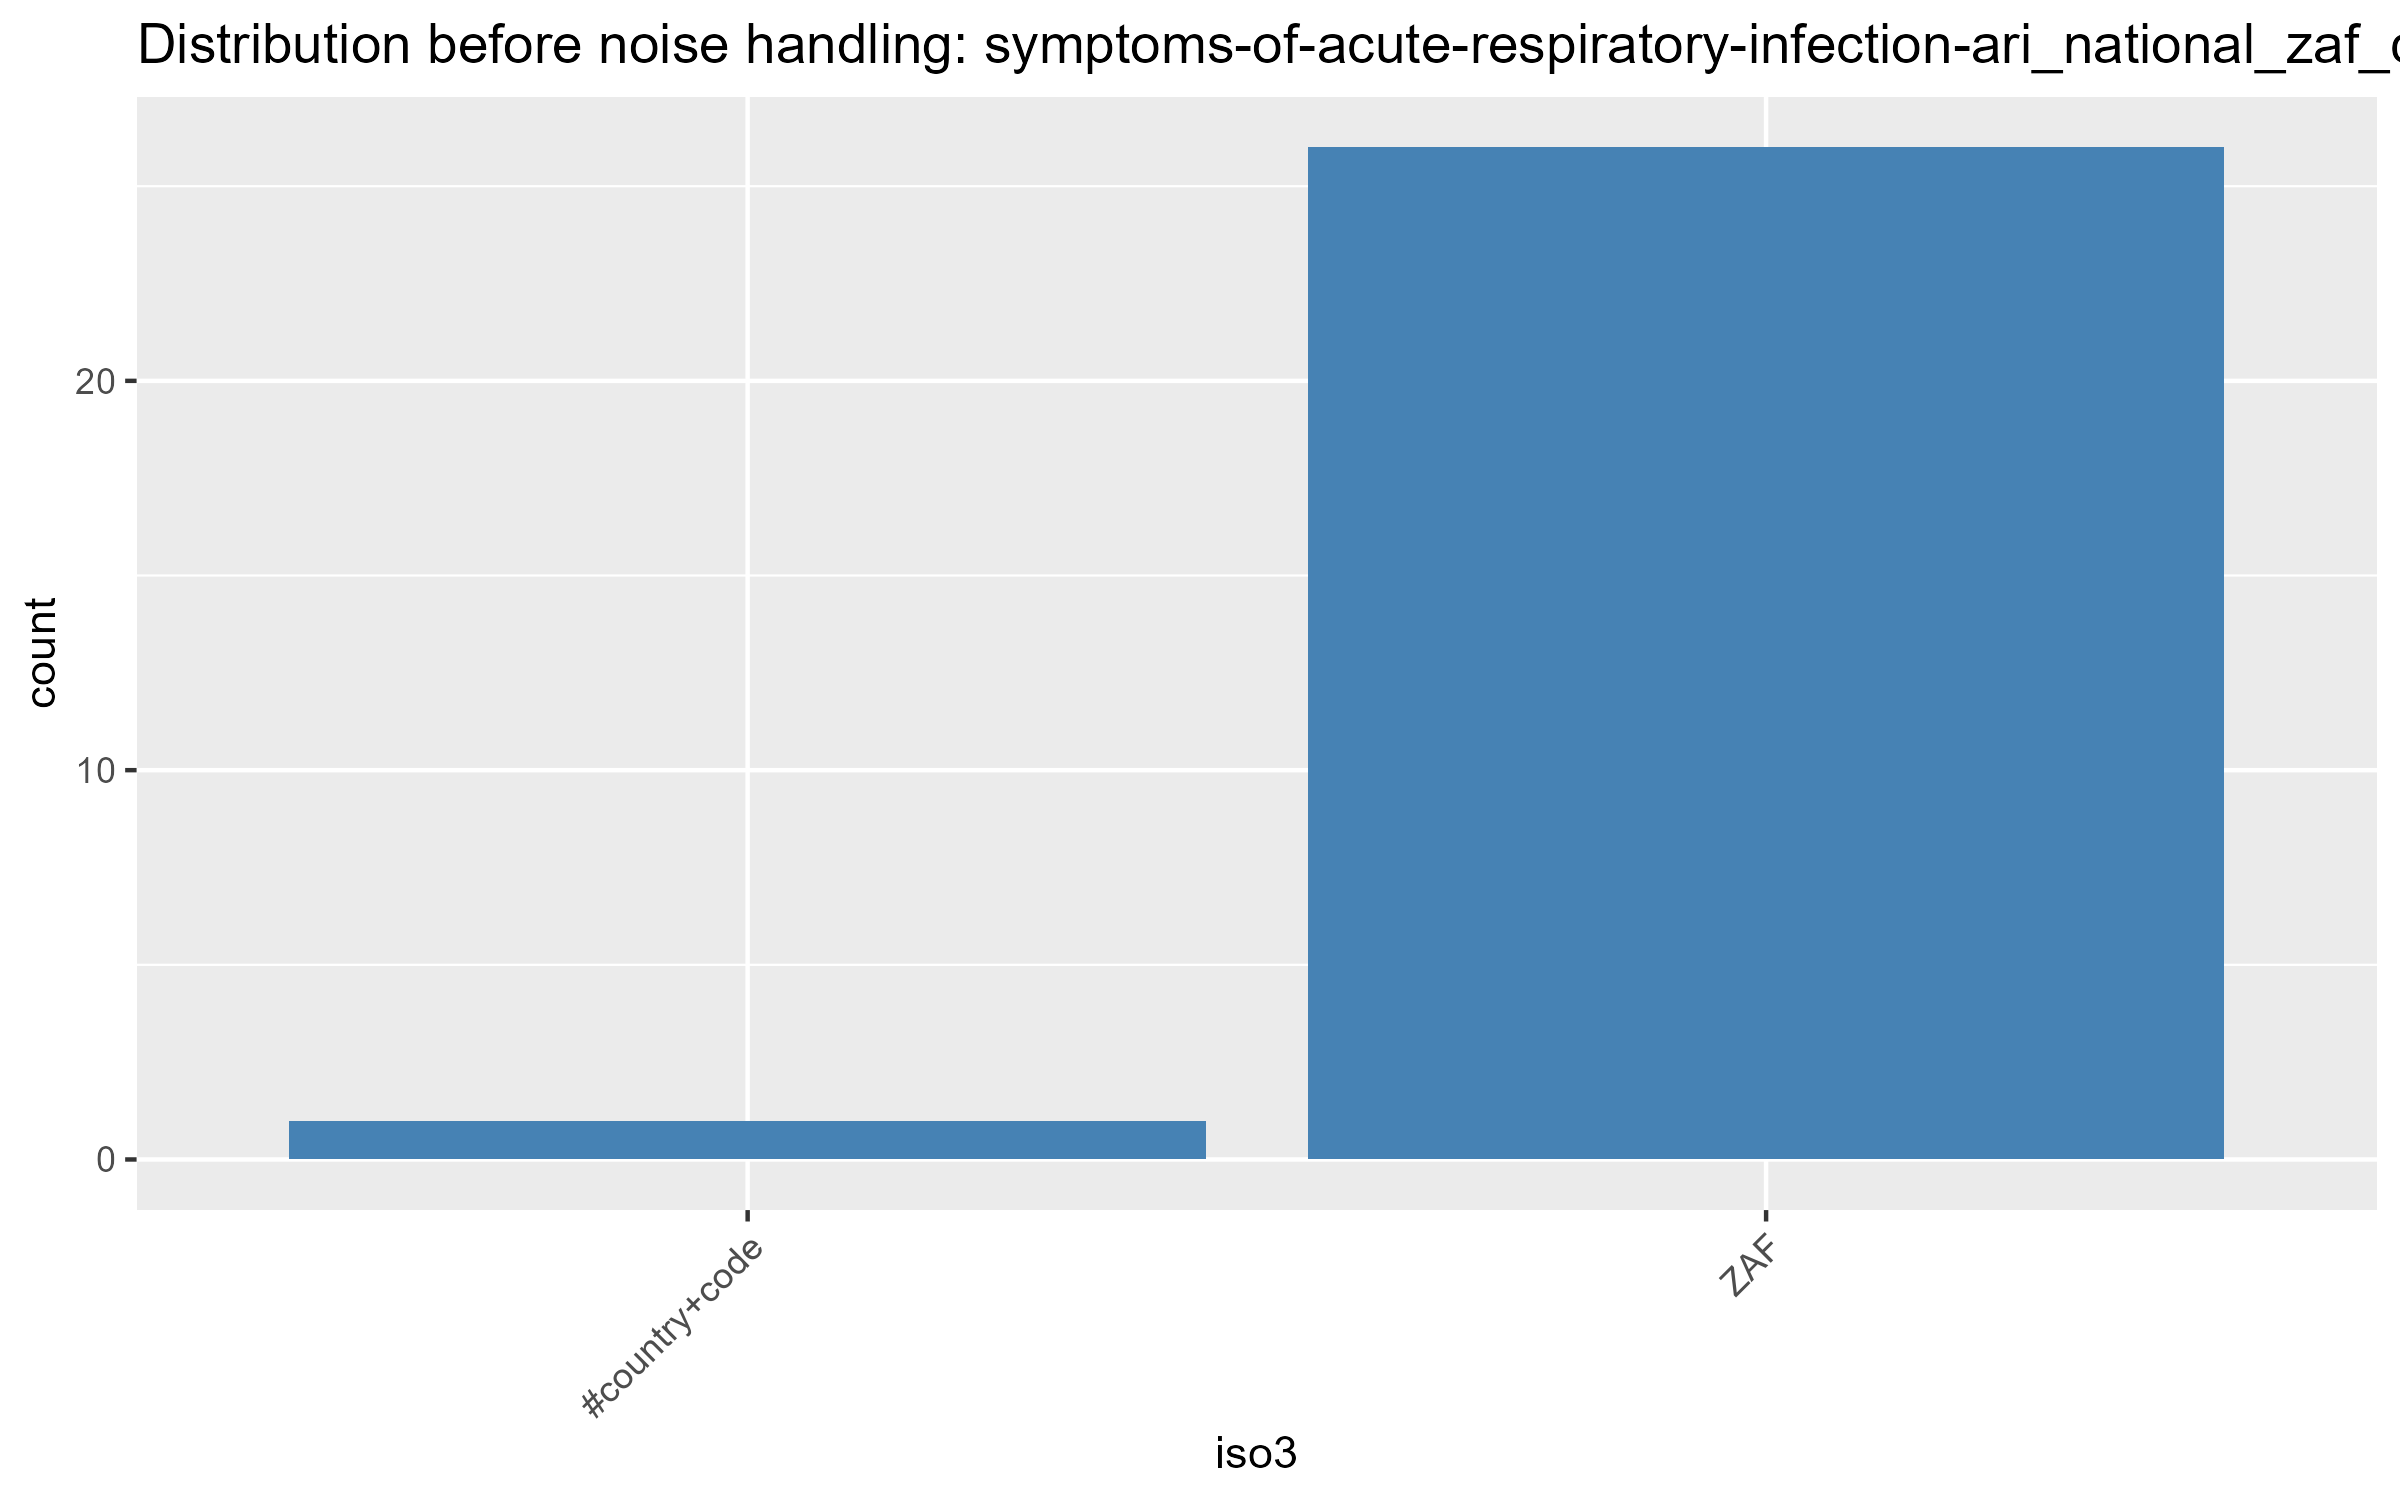 Distribution before noise handling: symptoms-of-acute-respiratory-infection-ari_national_zaf_
count
20
10
0
#country+code
ZAF
iso3